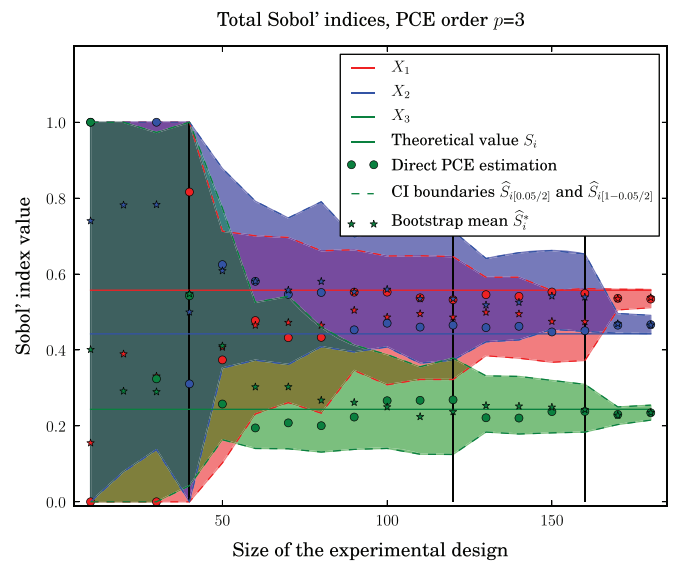 Total Sobol' indices, PCE order p=3
X₁
X₂
X₃
Theoretical value Sᵢ
Direct PCE estimation
CI boundaries Ŝᵢ[0.05/2] and Ŝᵢ[1−0.05/2]
Bootstrap mean Ŝᵢ*
Sobol' index value
1.0
0.8
0.6
0.4
0.2
0.0
50
100
150
Size of the experimental design